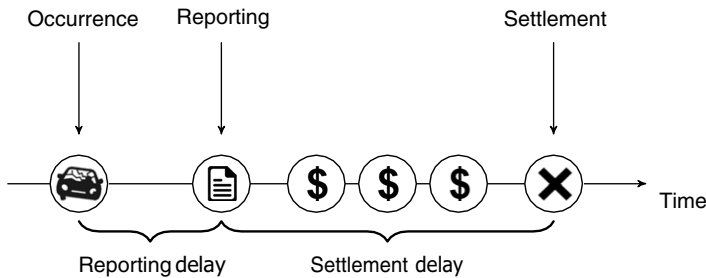 Occurrence Reporting Settlement
$ $ $
Time
Reporting delay Settlement delay